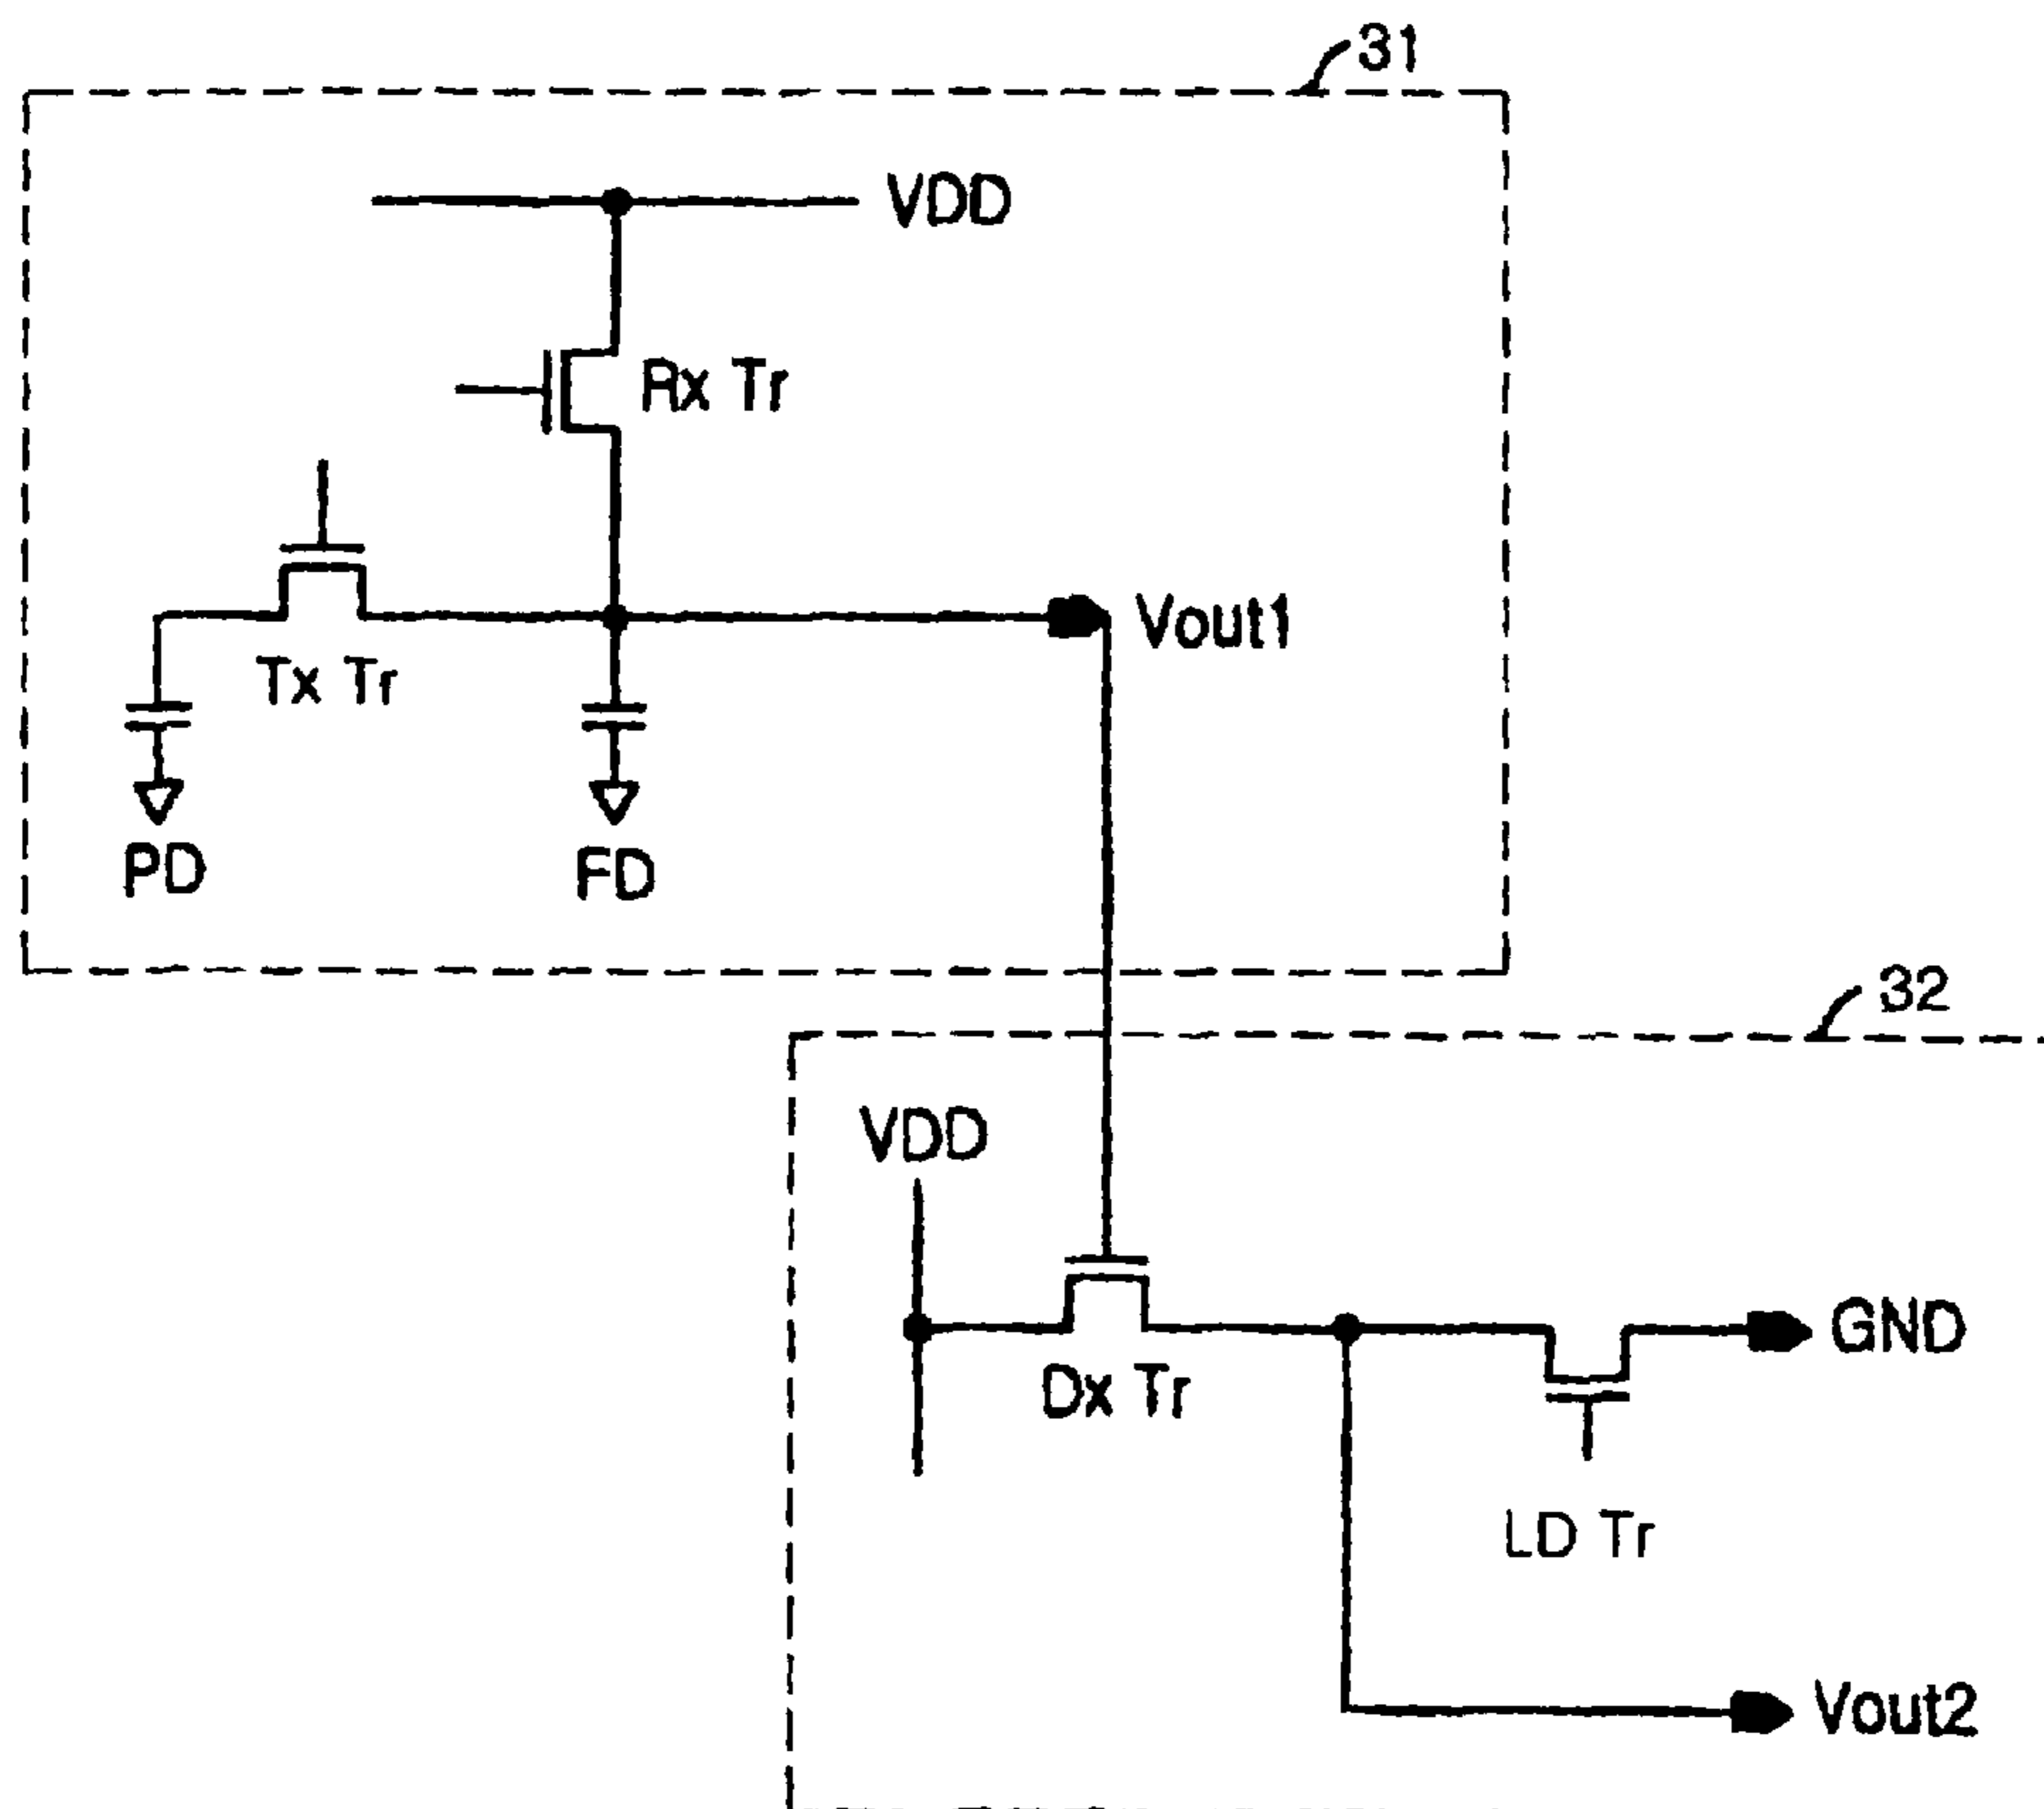 31
VDD
Rx Tr
Vout1
Tx Tr
PD
FD
32
VDD
GND
Dx Tr
LD Tr
Vout2